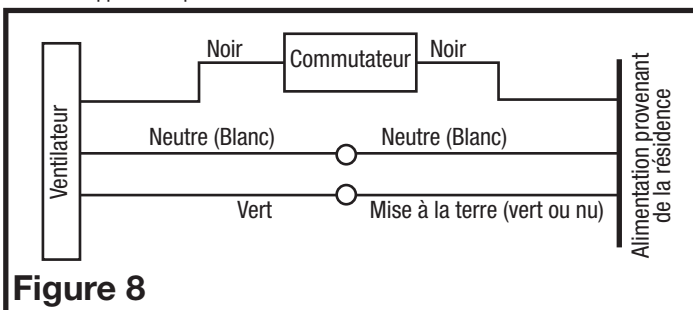 Noir
Commutateur
Noir
Ventilateur
Neutre (Blanc)
Neutre (Blanc)
Vert
Mise à la terre (vert ou nu)
Alimentation provenant
de la résidence
Figure 8